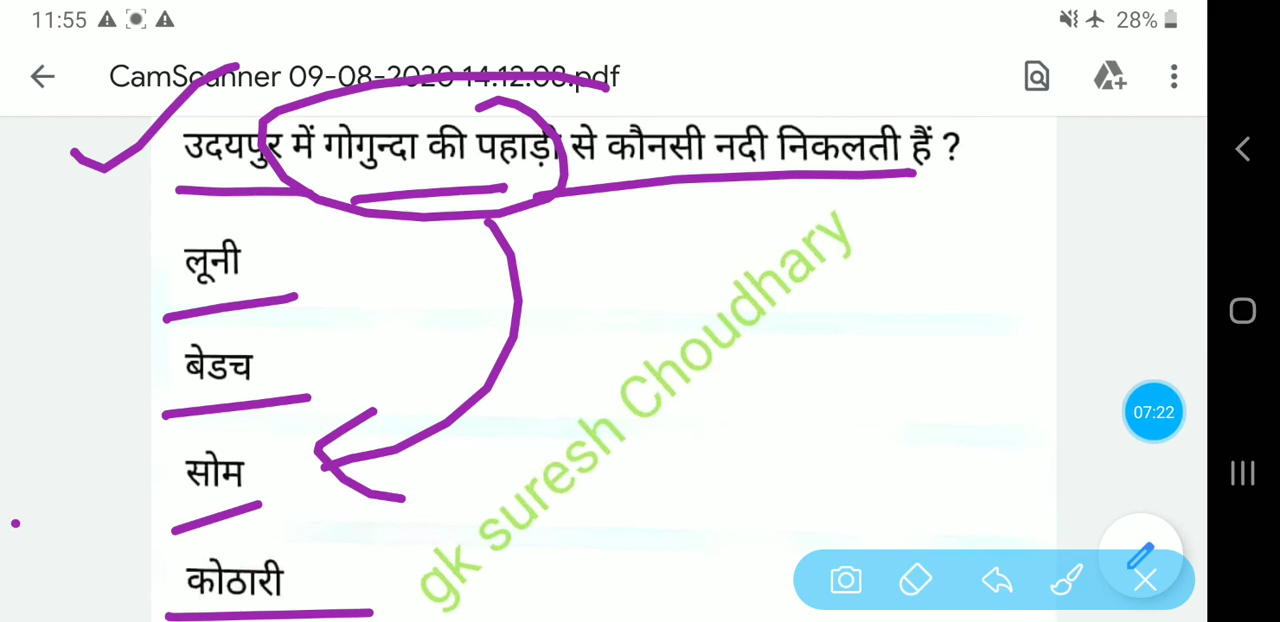 11:55
28%
CamScanner 09-08-2020 14.12.08.pdf
उदयपुर में गोगुन्दा की पहाड़ी से कौनसी नदी निकलती हैं ?
लूनी
बेडच
सोम
कोठारी
gk suresh Choudhary
07:22